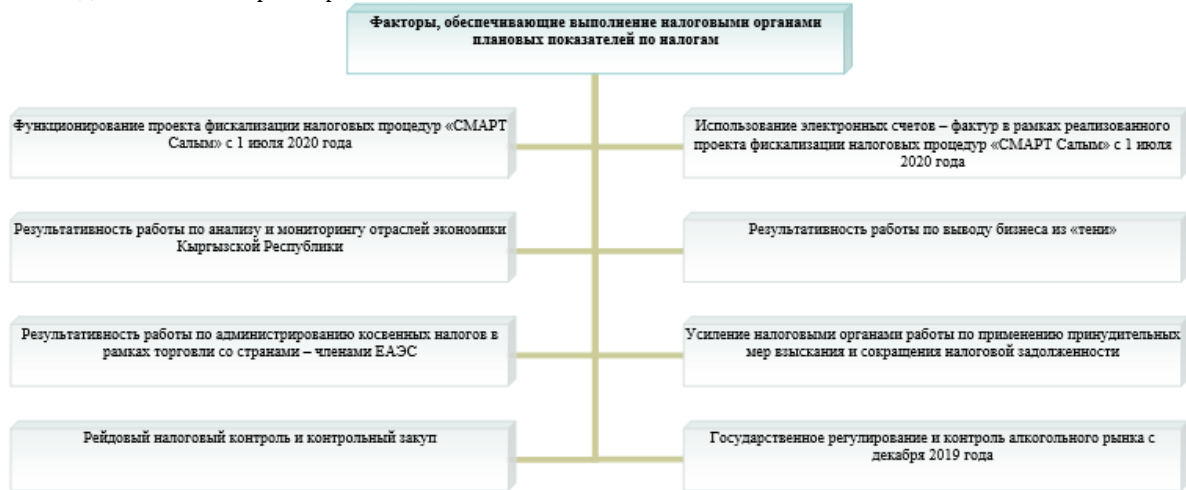 Факторы, обеспечивающие выполнение налоговыми органами
плановых показателей по налогам
Функционирование проекта фискализации налоговых процедур «СМАРТ
Салым» с 1 июля 2020 года
Использование электронных счетов – фактур в рамках реализованного
проекта фискализации налоговых процедур «СМАРТ Салым» с 1 июля
2020 года
Результативность работы по анализу и мониторингу отраслей экономики
Кыргызской Республики
Результативность работы по выводу бизнеса из «тени»
Результативность работы по администрированию косвенных налогов в
рамках торговли со странами – членами ЕАЭС
Усиление налоговыми органами работы по применению принудительных
мер взыскания и сокращения налоговой задолженности
Рейдовый налоговый контроль и контрольный закуп
Государственное регулирование и контроль алкогольного рынка с
декабря 2019 года